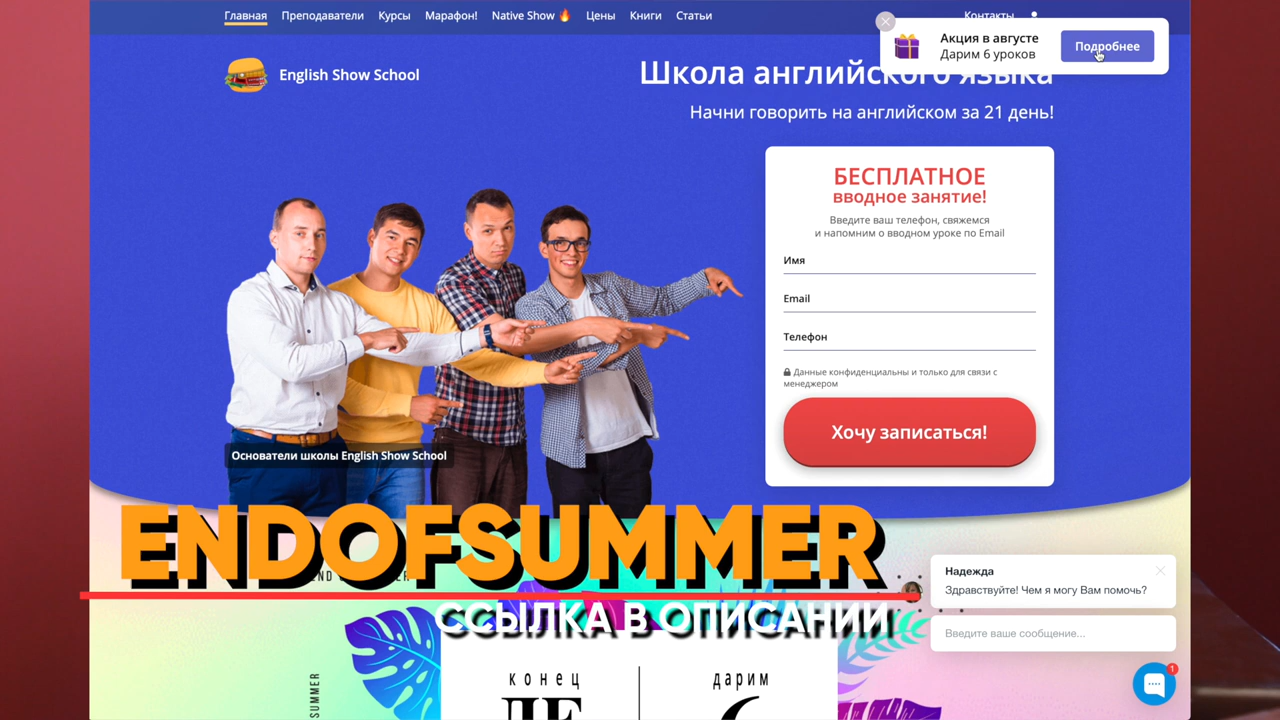 Главная Преподаватели Курсы Марафон! Native Show Цены Книги Статьи Контакты
Акция в августе
Дарим 6 уроков
Подробнее
English Show School
Школа английского языка
Начни говорить на английском за 21 день!
БЕСПЛАТНОЕ
вводное занятие!
Введите ваш телефон, свяжемся
и напомним о вводном уроке по Email
Имя
Email
Телефон
Данные конфиденциальны и только для связи с
менеджером
Хочу записаться!
Основатели школы English Show School
ENDOFSUMMER
ССЫЛКА В ОПИСАНИИ
Надежда
Здравствуйте! Чем я могу Вам помочь?
Введите ваше сообщение...
1
SUMMER
конец
дарим